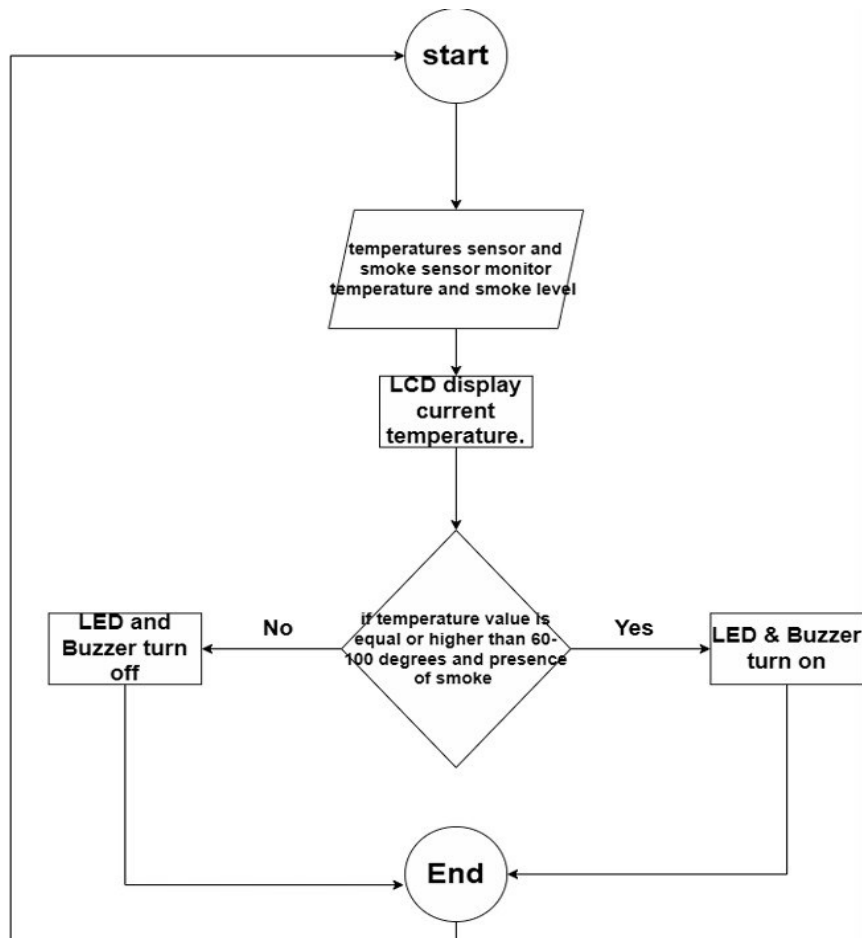 start
temperatures sensor and
smoke sensor monitor
temperature and smoke level
LCD display
current
temperature.
if temperature value is
equal or higher than 60-
100 degrees and presence
of smoke
No
Yes
LED and
Buzzer turn
off
LED & Buzzer
turn on
End